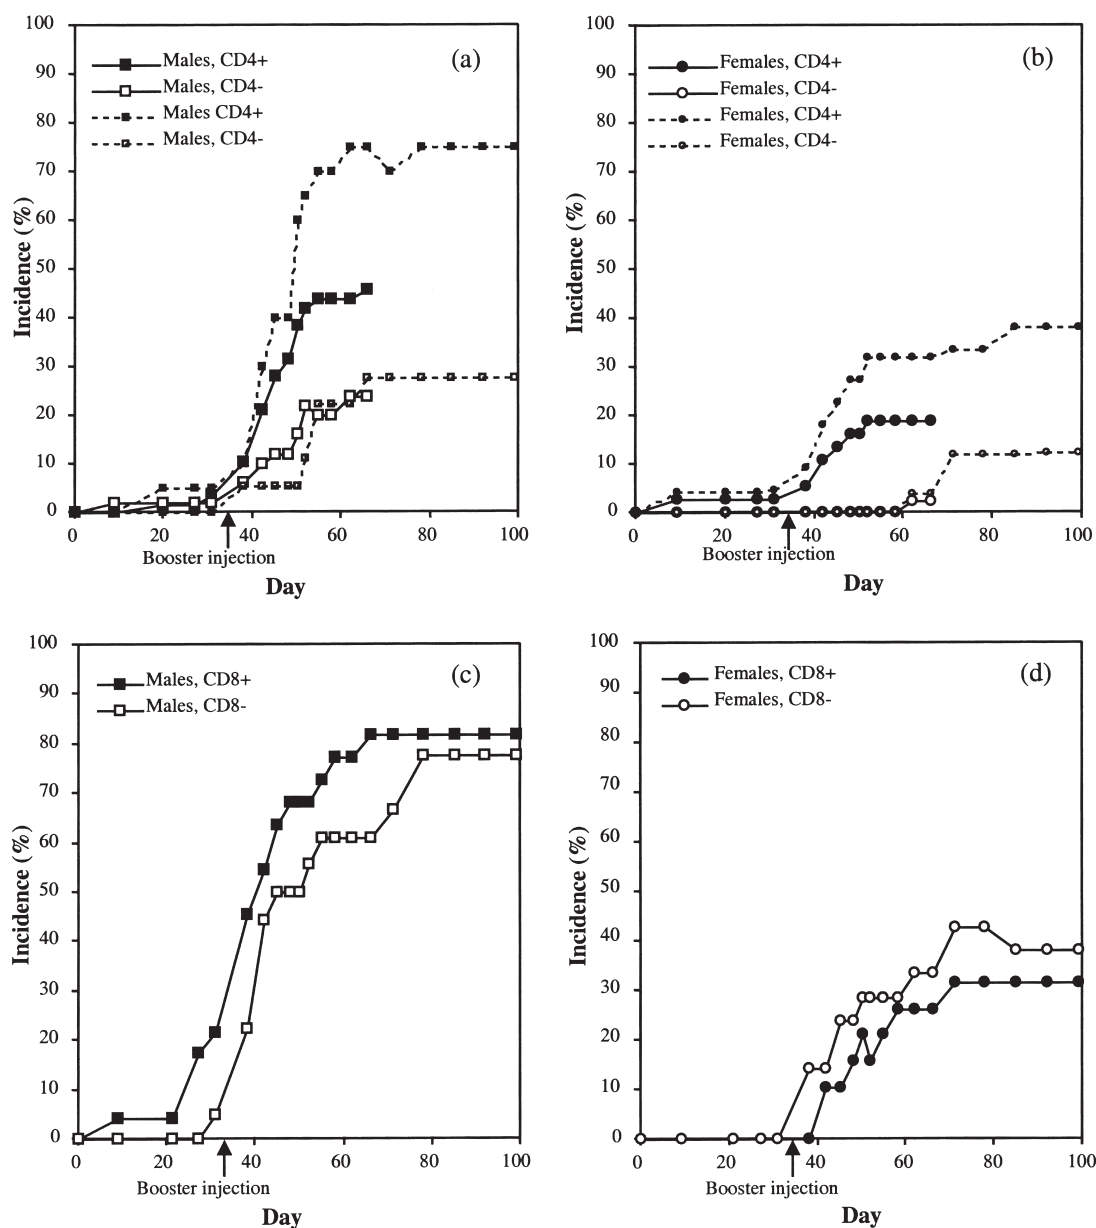 100
90
80
70
60
50
40
30
20
10
0
Incidence (%)
Males, CD4+
Males, CD4-
Males CD4+
Males, CD4-
(a)
0
20
40
60
80
100
Booster injection
Day
100
90
80
70
60
50
40
30
20
10
0
Incidence (%)
Females, CD4+
Females, CD4-
Females, CD4+
Females, CD4-
(b)
0
20
40
60
80
100
Booster injection
Day
100
90
80
70
60
50
40
30
20
10
0
Incidence (%)
Males, CD8+
Males, CD8-
(c)
0
20
40
60
80
100
Booster injection
Day
100
90
80
70
60
50
40
30
20
10
0
Incidence (%)
Females, CD8+
Females, CD8-
(d)
0
20
40
60
80
100
Booster injection
Day